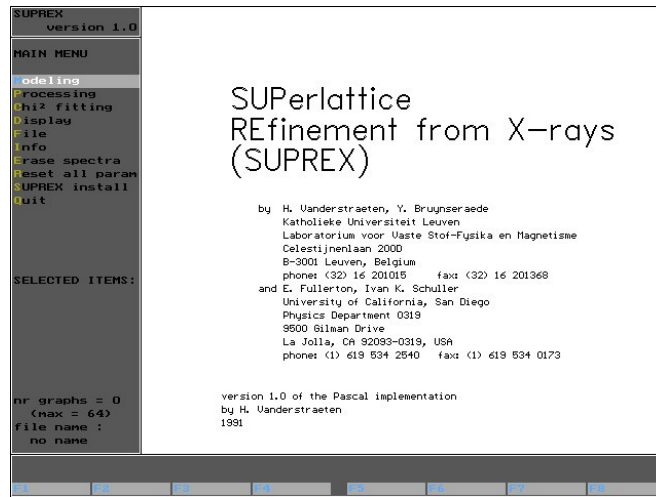 SUPREX
version 1.0
MAIN MENU
Modeling
Processing
Chi² fitting
Display
File
Info
Erase spectra
Reset all param
SUPREX install
Quit
SELECTED ITEMS:
nr graphs = 0
(max = 64)
file name :
no name
SUPerlattice
REfinement from X-rays
(SUPREX)
by H. Vanderstraeten, Y. Bruynseraede
Katholieke Universiteit Leuven
Laboratorium voor Vaste Stof-Fysika en Magnetisme
Celestijnenlaan 200D
B-3001 Leuven, Belgium
phone: (32) 16 201015 fax: (32) 16 201368
and E. Fullerton, Ivan K. Schuller
University of California, San Diego
Physics Department 0319
9500 Gilman Drive
La Jolla, CA 92093-0319, USA
phone: (1) 619 534 2540 fax: (1) 619 534 0173
version 1.0 of the Pascal implementation
by H. Vanderstraeten
1991
F1 F2 F3 F4 F5 F6 F7 F8